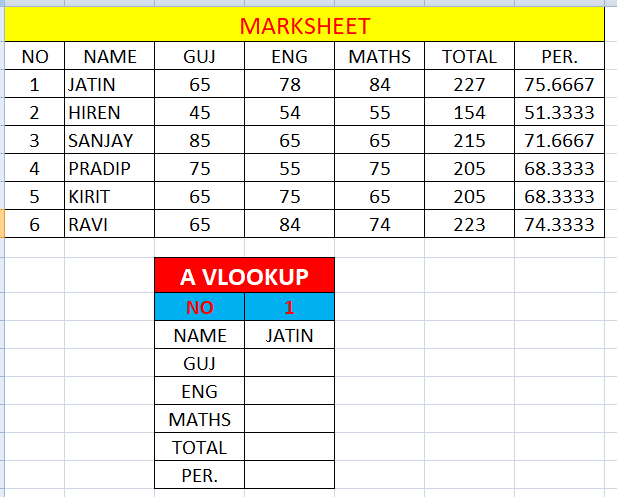 MARKSHEET
NO NAME GUJ ENG MATHS TOTAL PER.
1 JATIN 65 78 84 227 75.6667
2 HIREN 45 54 55 154 51.3333
3 SANJAY 85 65 65 215 71.6667
4 PRADIP 75 55 75 205 68.3333
5 KIRIT 65 75 65 205 68.3333
6 RAVI 65 84 74 223 74.3333
A VLOOKUP
NO 1
NAME JATIN
GUJ
ENG
MATHS
TOTAL
PER.